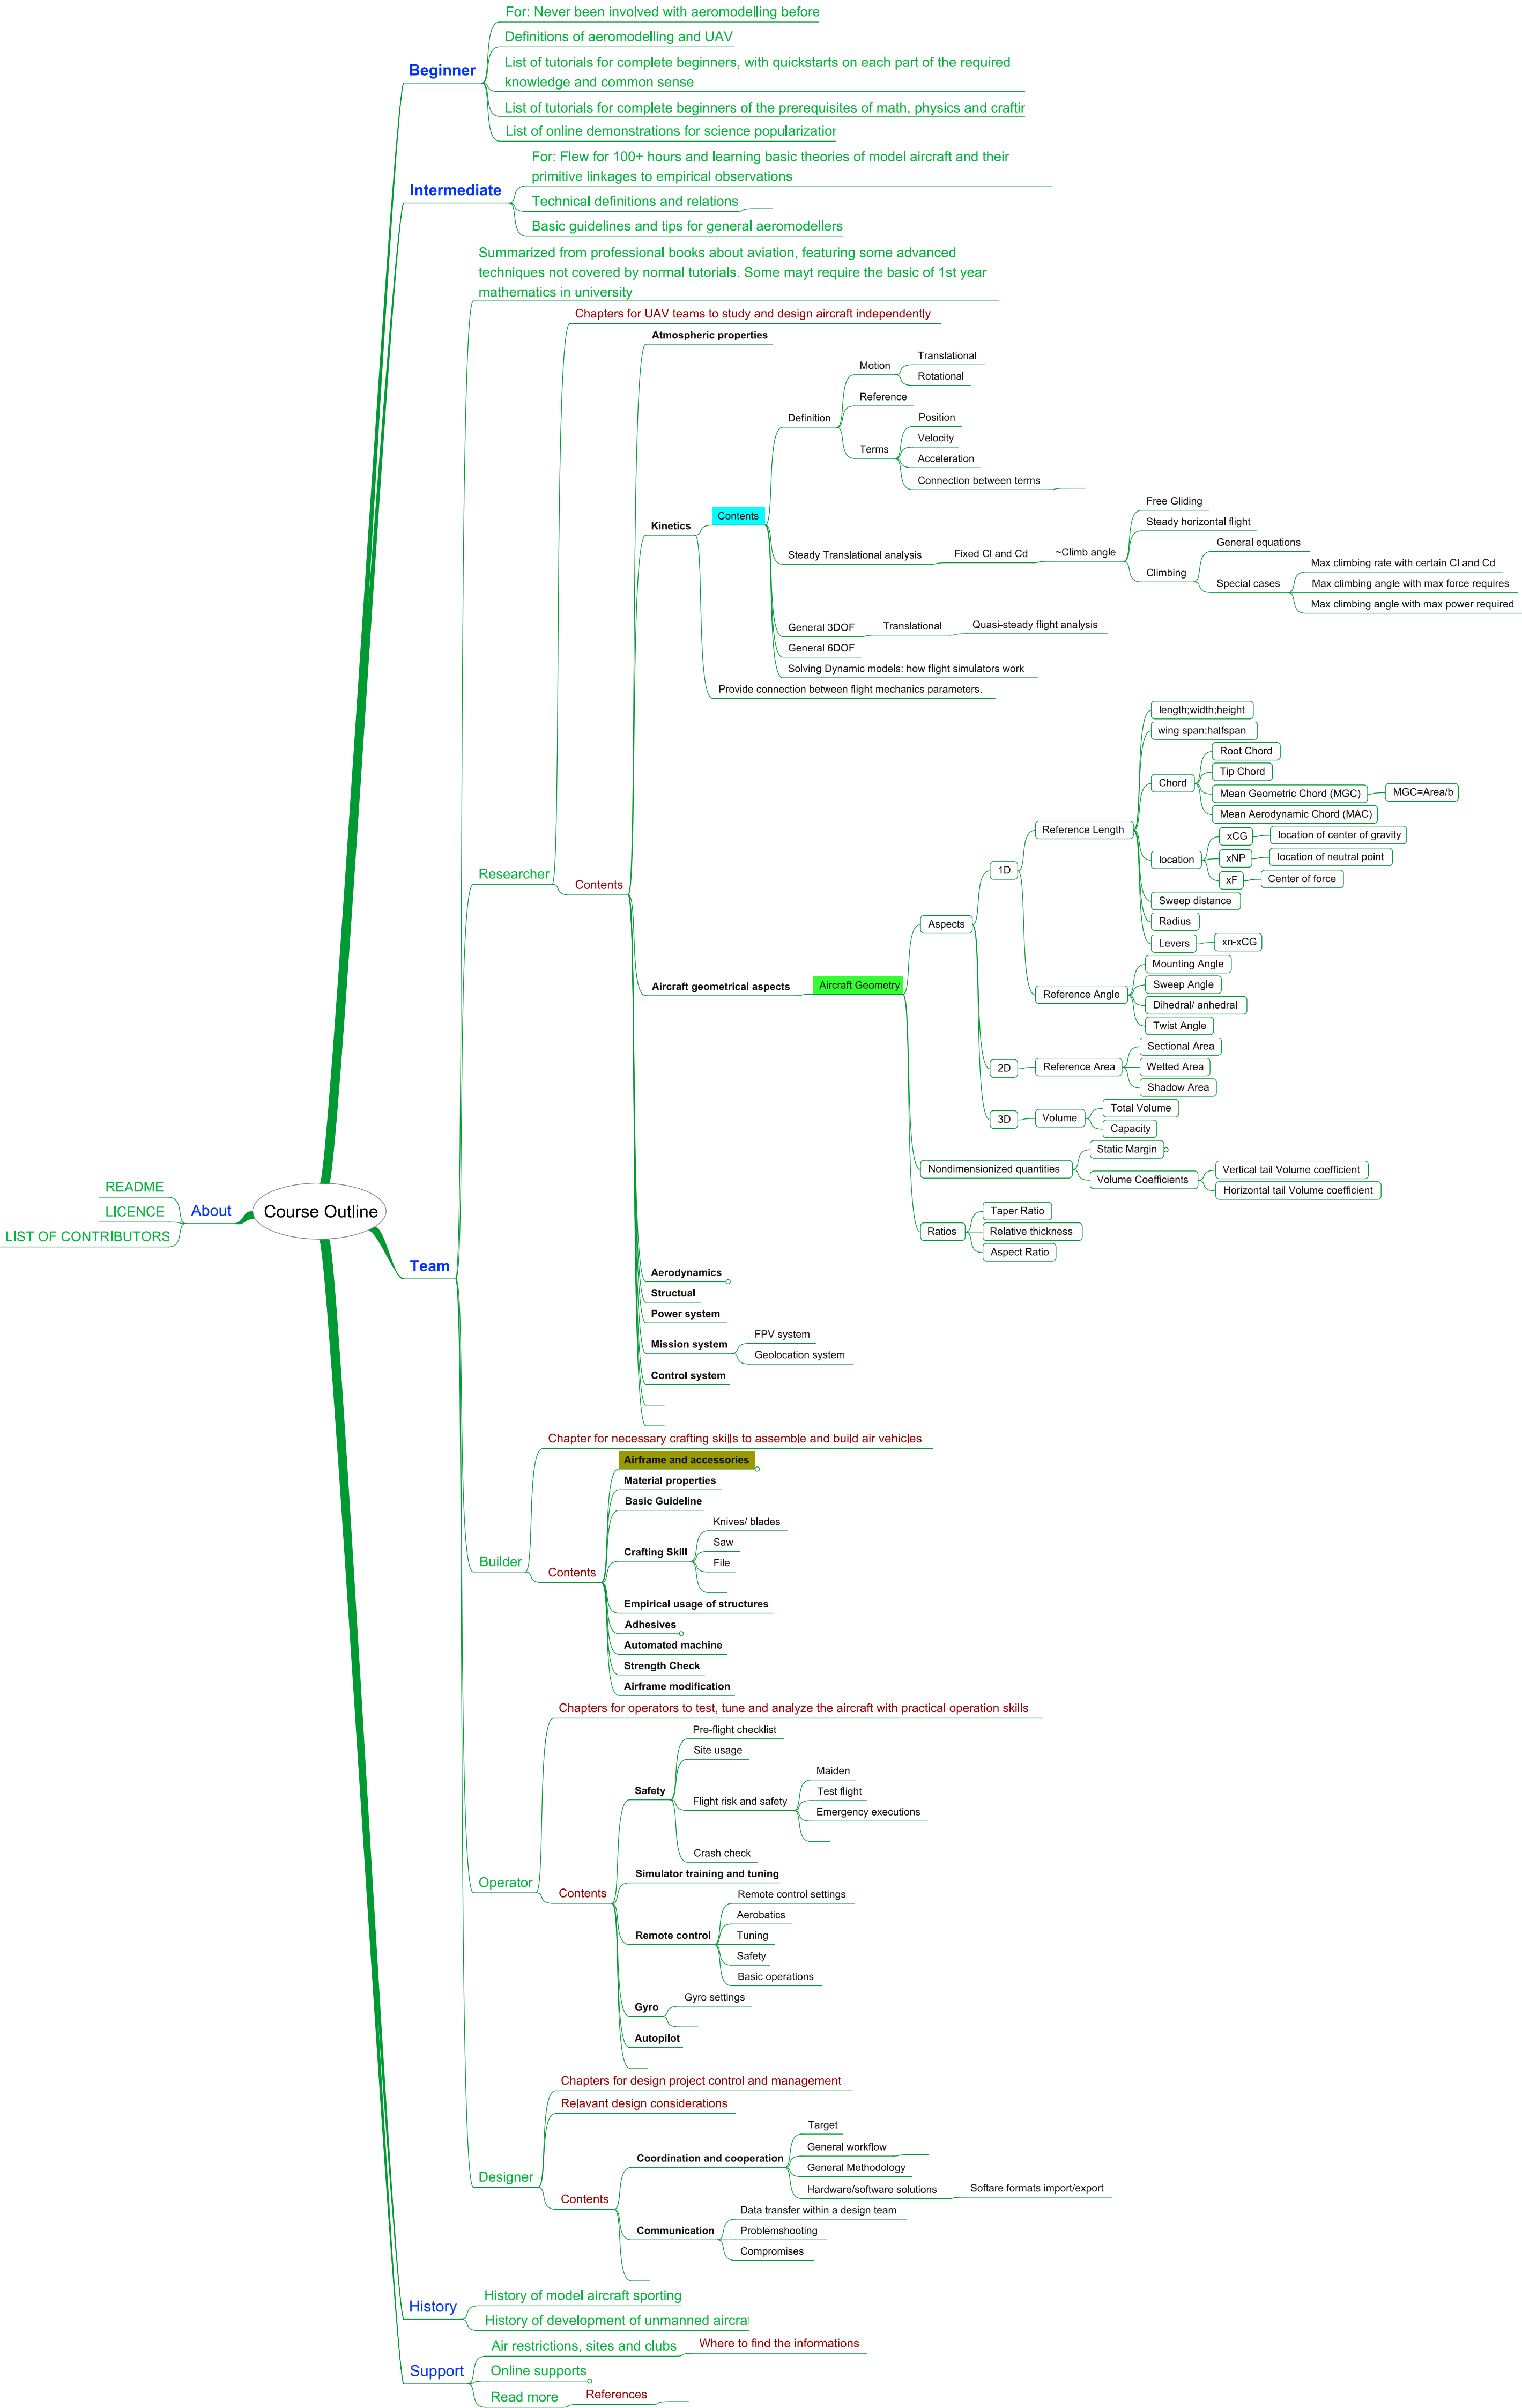 For: Never been involved with aeromodelling before
Definitions of aeromodelling and UAV
Beginner
List of tutorials for complete beginners, with quickstarts on each part of the required
knowledge and common sense
List of tutorials for complete beginners of the prerequisites of math, physics and craftin
List of online demonstrations for science popularization
For: Flew for 100+ hours and learning basic theories of model aircraft and their
primitive linkages to empirical observations
Intermediate
Technical definitions and relations
Basic guidelines and tips for general aeromodellers
Summarized from professional books about aviation, featuring some advanced
techniques not covered by normal tutorials. Some mayt require the basic of 1st year
mathematics in university
Chapters for UAV teams to study and design aircraft independently
Atmospheric properties
Translational
Motion
Rotational
Reference
Definition
Position
Velocity
Terms
Acceleration
Connection between terms
Free Gliding
Contents
Steady horizontal flight
Kinetics
General equations
Steady Translational analysis
Fixed Cl and Cd
~Climb angle
Max climbing rate with certain Cl and Cd
Climbing
Special cases
Max climbing angle with max force requires
Max climbing angle with max power required
General 3DOF
Translational
Quasi-steady flight analysis
General 6DOF
Solving Dynamic models: how flight simulators work
Provide connection between flight mechanics parameters.
length;width;height
wing span;halfspan
Root Chord
Tip Chord
Chord
Mean Geometric Chord (MGC)
MGC=Area/b
Mean Aerodynamic Chord (MAC)
Reference Length
xCG
location of center of gravity
location
xNP
location of neutral point
1D
xF
Center of force
Researcher
Contents
Sweep distance
Radius
Aspects
Levers
xn-xCG
Mounting Angle
Aircraft geometrical aspects
Aircraft Geometry
Sweep Angle
Reference Angle
Dihedral/ anhedral
Twist Angle
Sectional Area
2D
Reference Area
Wetted Area
Shadow Area
Total Volume
3D
Volume
Capacity
Static Margin
Nondimensionized quantities
Vertical tail Volume coefficient
Volume Coefficients
Horizontal tail Volume coefficient
README
LICENCE
About
Course Outline
LIST OF CONTRIBUTORS
Taper Ratio
Ratios
Relative thickness
Aspect Ratio
Team
Aerodynamics
Structual
Power system
FPV system
Mission system
Geolocation system
Control system
Chapter for necessary crafting skills to assemble and build air vehicles
Airframe and accessories
Material properties
Basic Guideline
Knives/ blades
Saw
Crafting Skill
File
Builder
Contents
Empirical usage of structures
Adhesives
Automated machine
Strength Check
Airframe modification
Chapters for operators to test, tune and analyze the aircraft with practical operation skills
Pre-flight checklist
Site usage
Maiden
Safety
Test flight
Flight risk and safety
Emergency executions
Crash check
Simulator training and tuning
Operator
Contents
Remote control settings
Aerobatics
Remote control
Tuning
Safety
Basic operations
Gyro settings
Gyro
Autopilot
Chapters for design project control and management
Relavant design considerations
Target
General workflow
Coordination and cooperation
General Methodology
Designer
Hardware/software solutions
Softare formats import/export
Contents
Data transfer within a design team
Communication
Problemshooting
Compromises
History of model aircraft sporting
History
History of development of unmanned aircraf
Air restrictions, sites and clubs
Where to find the informations
Support
Online supports
Read more
References